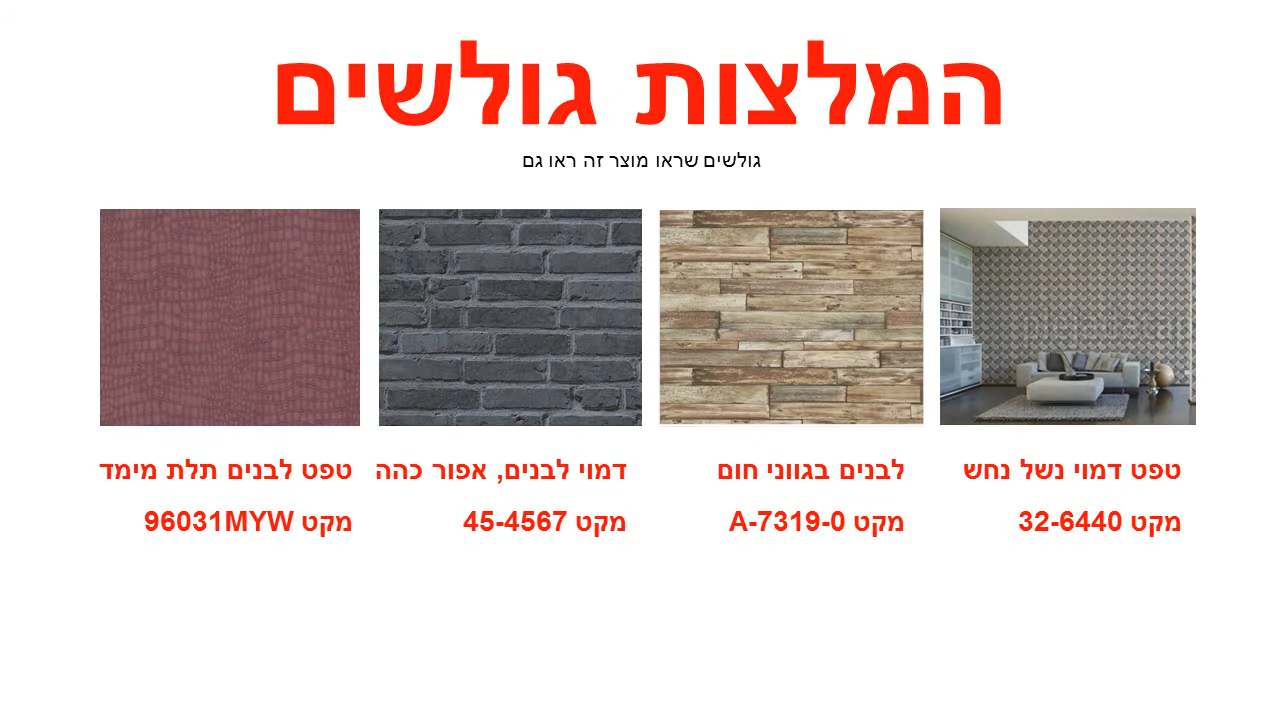 המלצות גולשים
גולשים שראו מוצר זה ראו גם
טפט דמוי נשל נחש
מקט 32-6440
לבנים בגווני חום
מקט A-7319-0
דמוי לבנים, אפור כהה
מקט 45-4567
טפט לבנים תלת מימד
מקט 96031MYW